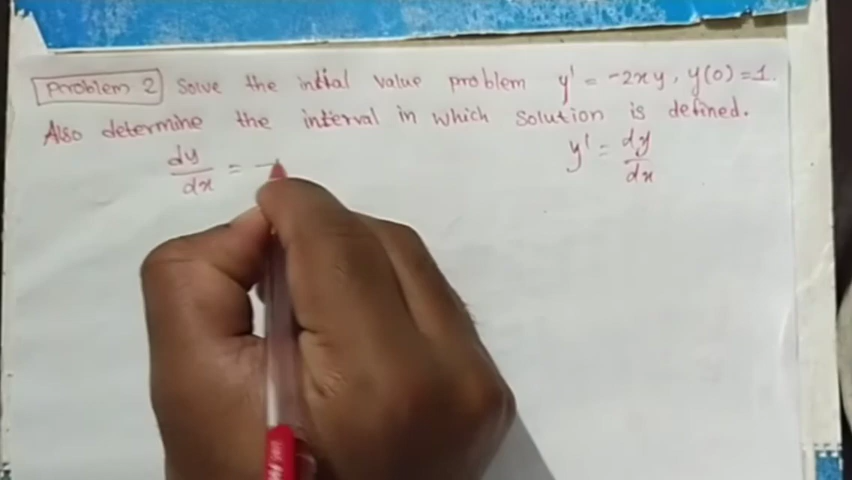 Problem 2 Solve the initial value problem y' = -2xy, y(0)=1.
Also determine the interval in which solution is defined.
dy/dx = -
y' = dy/dx